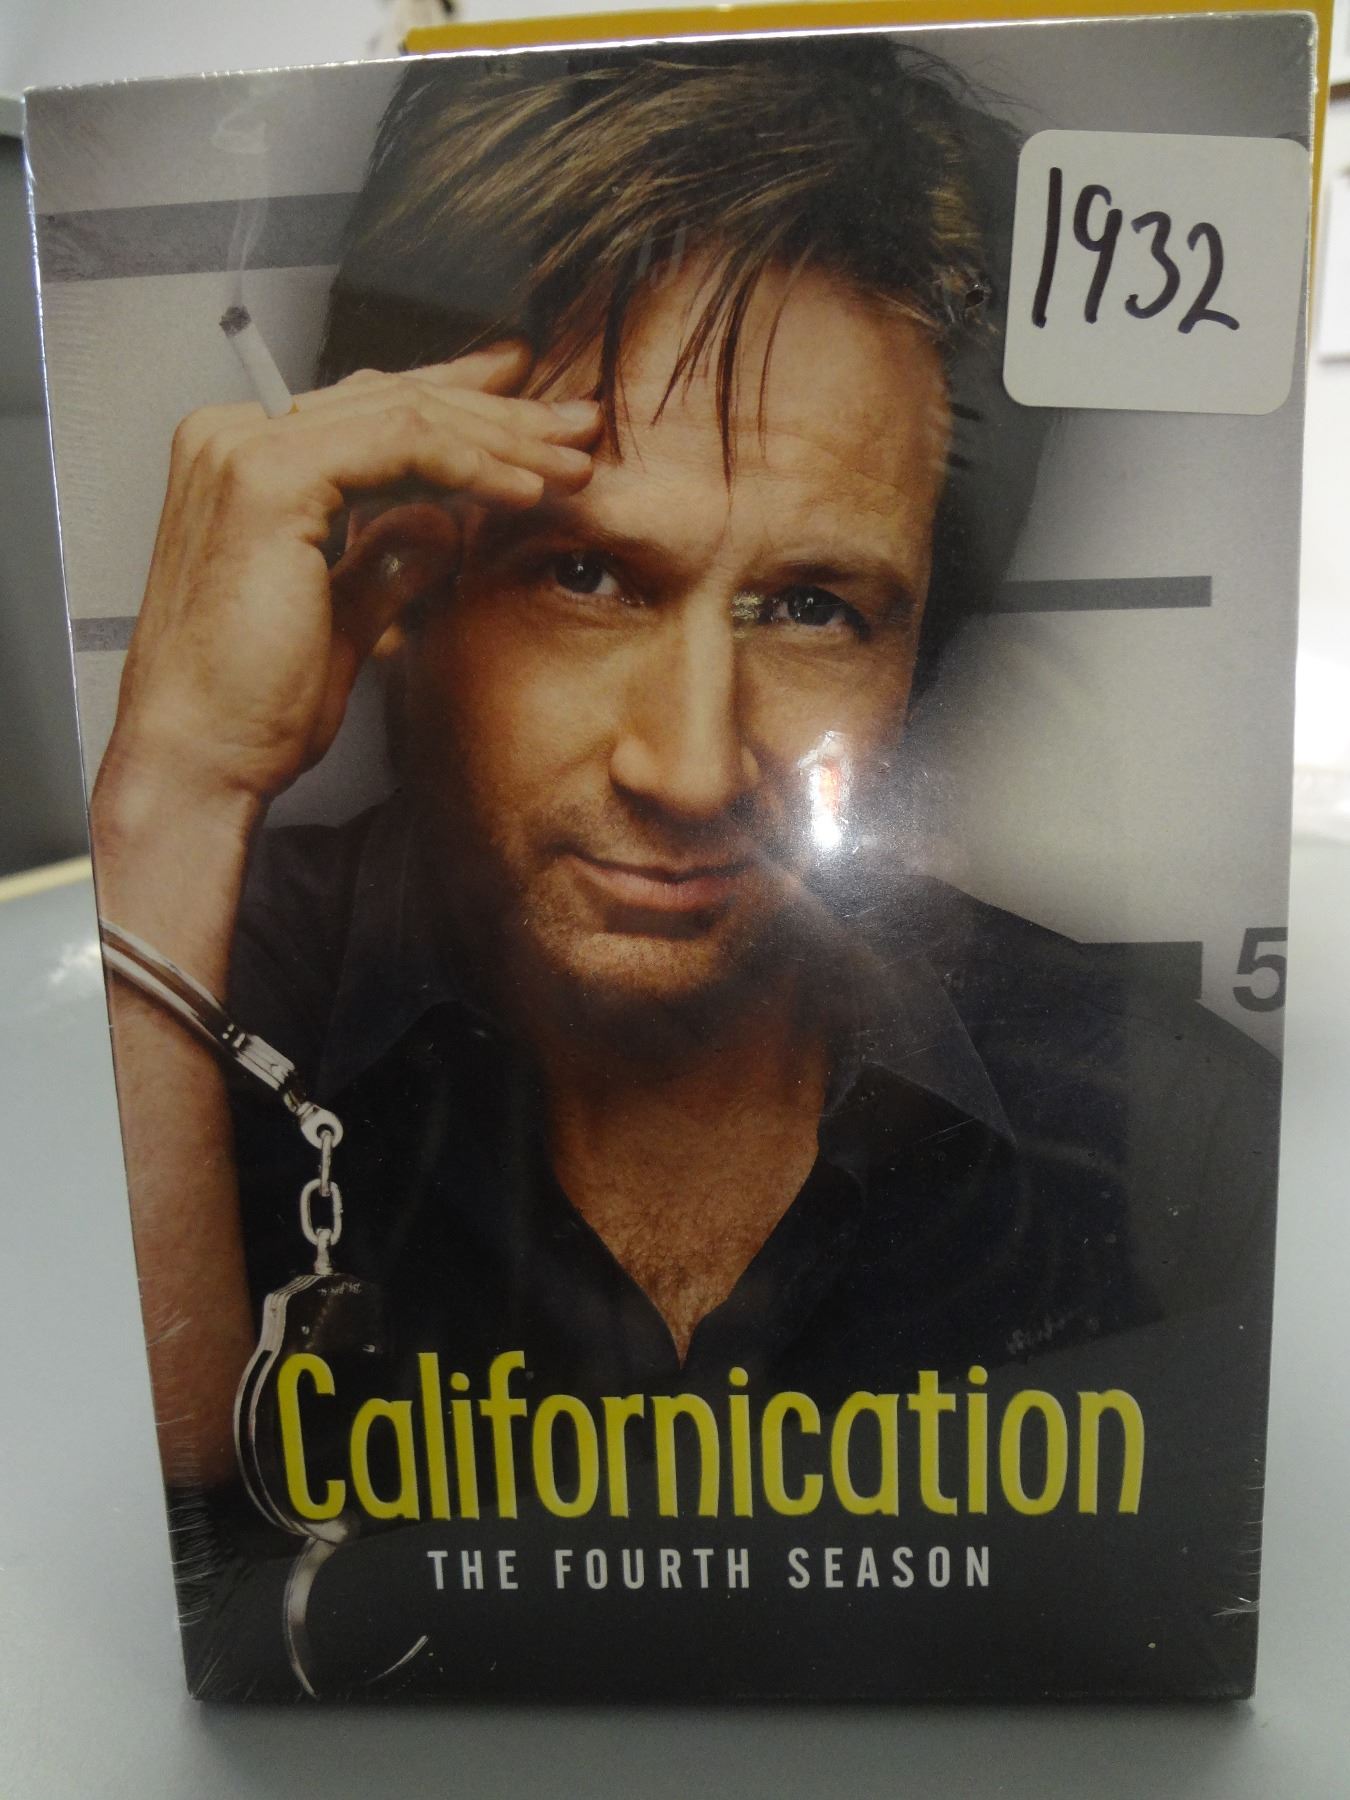 1932
5
Californication
THE FOURTH SEASON